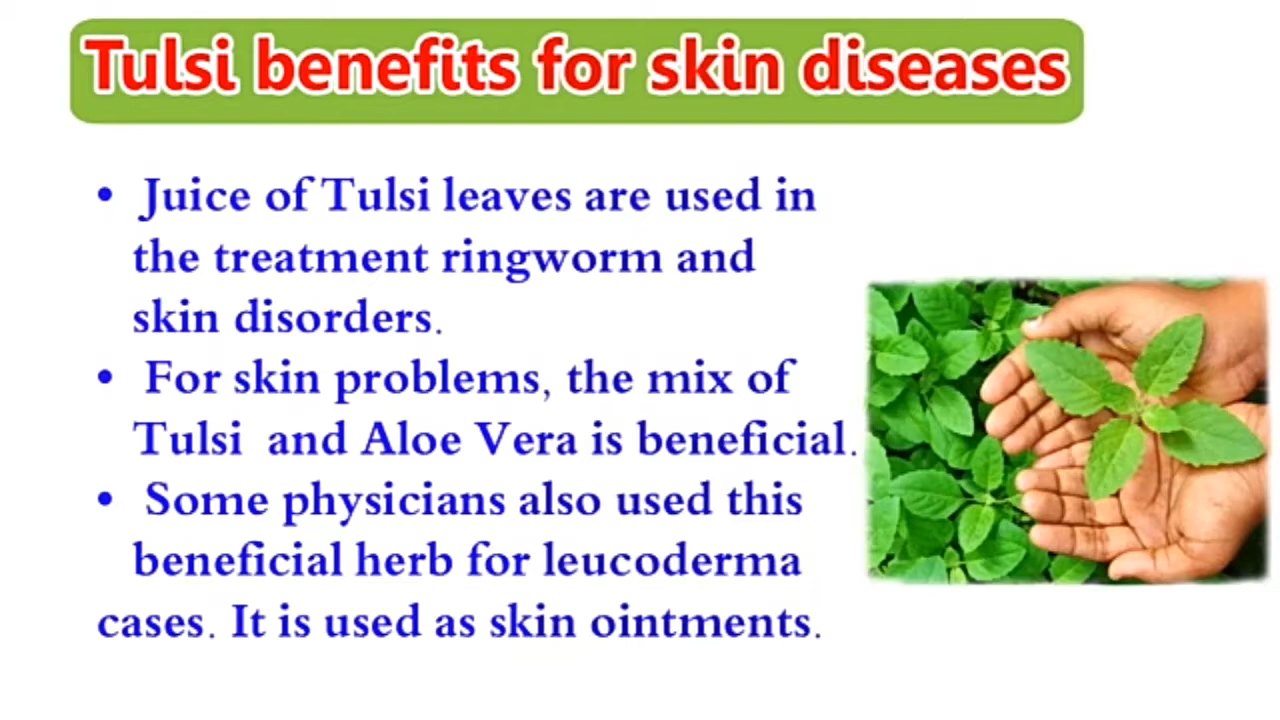 Tulsi benefits for skin diseases
• Juice of Tulsi leaves are used in
the treatment ringworm and
skin disorders.
• For skin problems, the mix of
Tulsi and Aloe Vera is beneficial.
• Some physicians also used this
beneficial herb for leucoderma
cases. It is used as skin ointments.